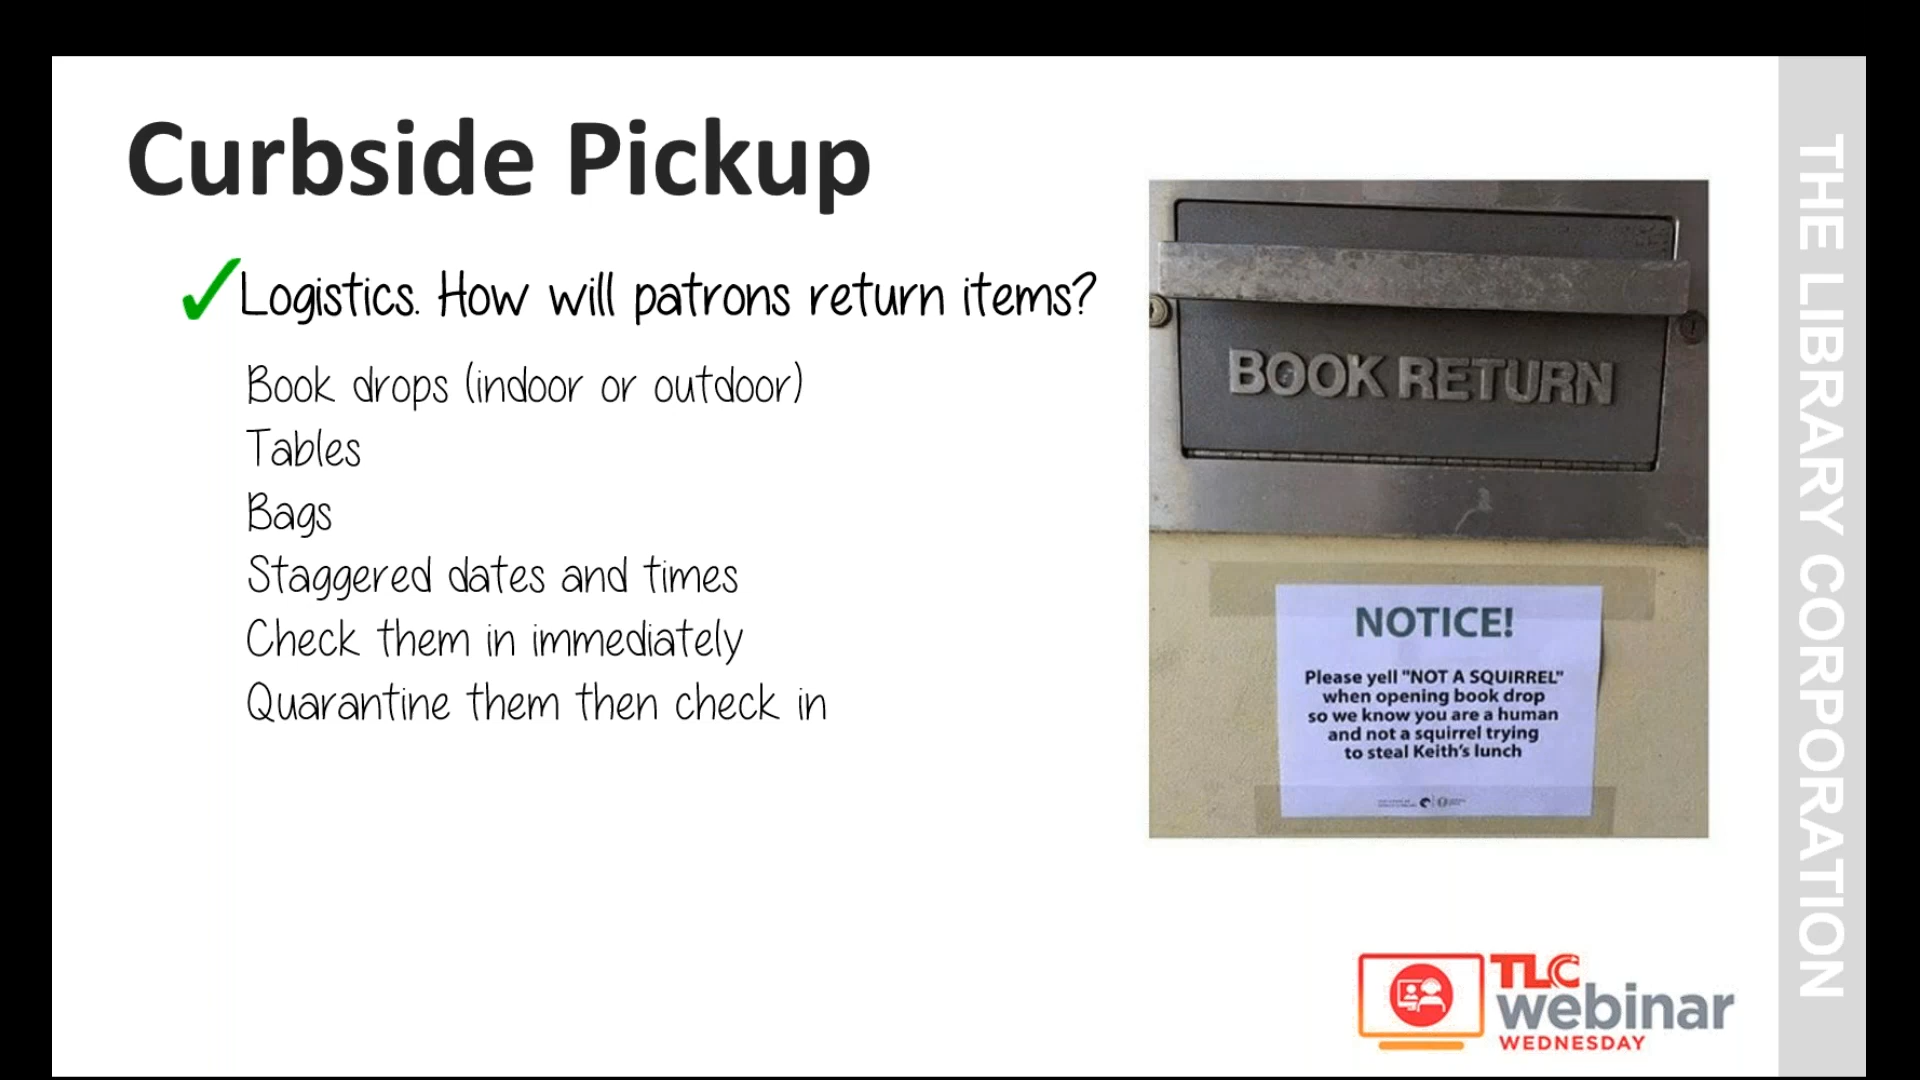 Curbside Pickup
Logistics. How will patrons return items?
Book drops (indoor or outdoor)
Tables
Bags
Staggered dates and times
Check them in immediately
Quarantine them then check in
BOOK RETURN
NOTICE!
Please yell "NOT A SQUIRREL"
when opening book drop
so we know you are a human
and not a squirrel trying
to steal Keith's lunch
TLC
webinar
WEDNESDAY
THE LIBRARY CORPORATION